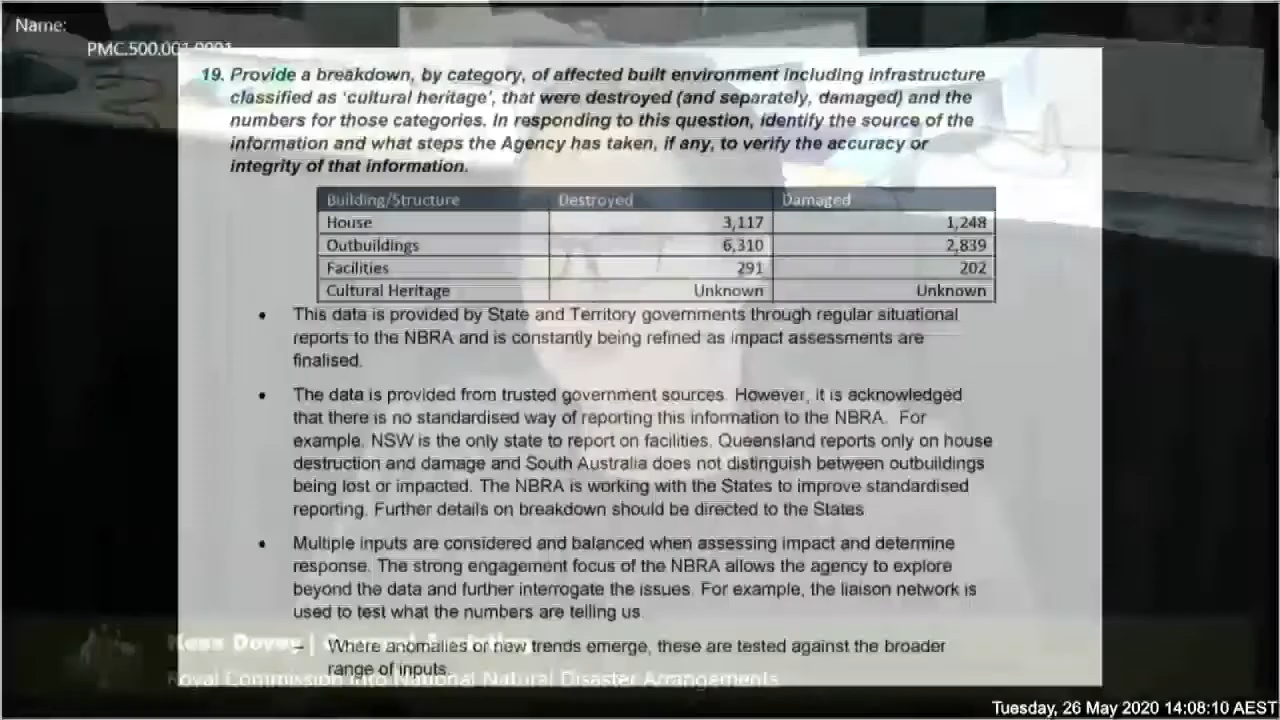 Name:
PMC.500.001.0001
19. Provide a breakdown, by category, of affected built environment including infrastructure
classified as ‘cultural heritage’, that were destroyed (and separately, damaged) and the
numbers for those categories. In responding to this question, identify the source of the
information and what steps the Agency has taken, if any, to verify the accuracy or
integrity of that information.
Building/Structure Destroyed Damaged
House 3,117 1,248
Outbuildings 6,310 2,839
Facilities 291 202
Cultural Heritage Unknown Unknown
• This data is provided by State and Territory governments through regular situational
reports to the NBRA and is constantly being refined as impact assessments are
finalised.
• The data is provided from trusted government sources. However, it is acknowledged
that there is no standardised way of reporting this information to the NBRA. For
example, NSW is the only state to report on facilities. Queensland reports only on house
destruction and damage and South Australia does not distinguish between outbuildings
being lost or impacted. The NBRA is working with the States to improve standardised
reporting. Further details on breakdown should be directed to the States
• Multiple inputs are considered and balanced when assessing impact and determine
response. The strong engagement focus of the NBRA allows the agency to explore
beyond the data and further interrogate the issues. For example, the liaison network is
used to test what the numbers are telling us.
– Where anomalies or new trends emerge, these are tested against the broader
range of inputs.
Dovey |
Royal Commission into National Natural Disaster Arrangements
Tuesday, 26 May 2020 14:08:10 AEST